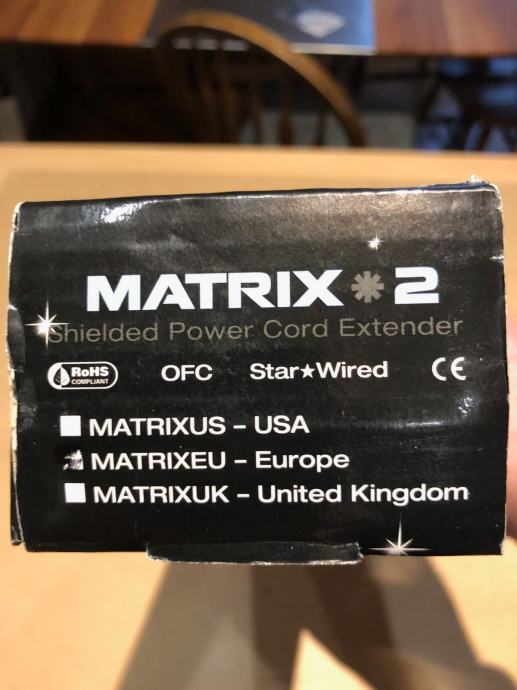 MATRIX✷2
Shielded Power Cord Extender
RoHS COMPLIANT OFC Star★Wired CE
MATRIXUS – USA
MATRIXEU – Europe
MATRIXUK – United Kingdom